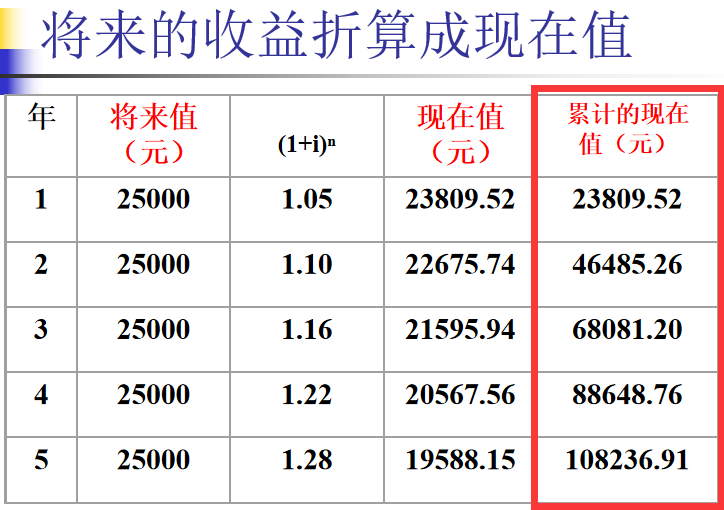 将来的收益折算成现在值
年 将来值（元） (1+i)ⁿ 现在值（元） 累计的现在值（元）
1 25000 1.05 23809.52 23809.52
2 25000 1.10 22675.74 46485.26
3 25000 1.16 21595.94 68081.20
4 25000 1.22 20567.56 88648.76
5 25000 1.28 19588.15 108236.91